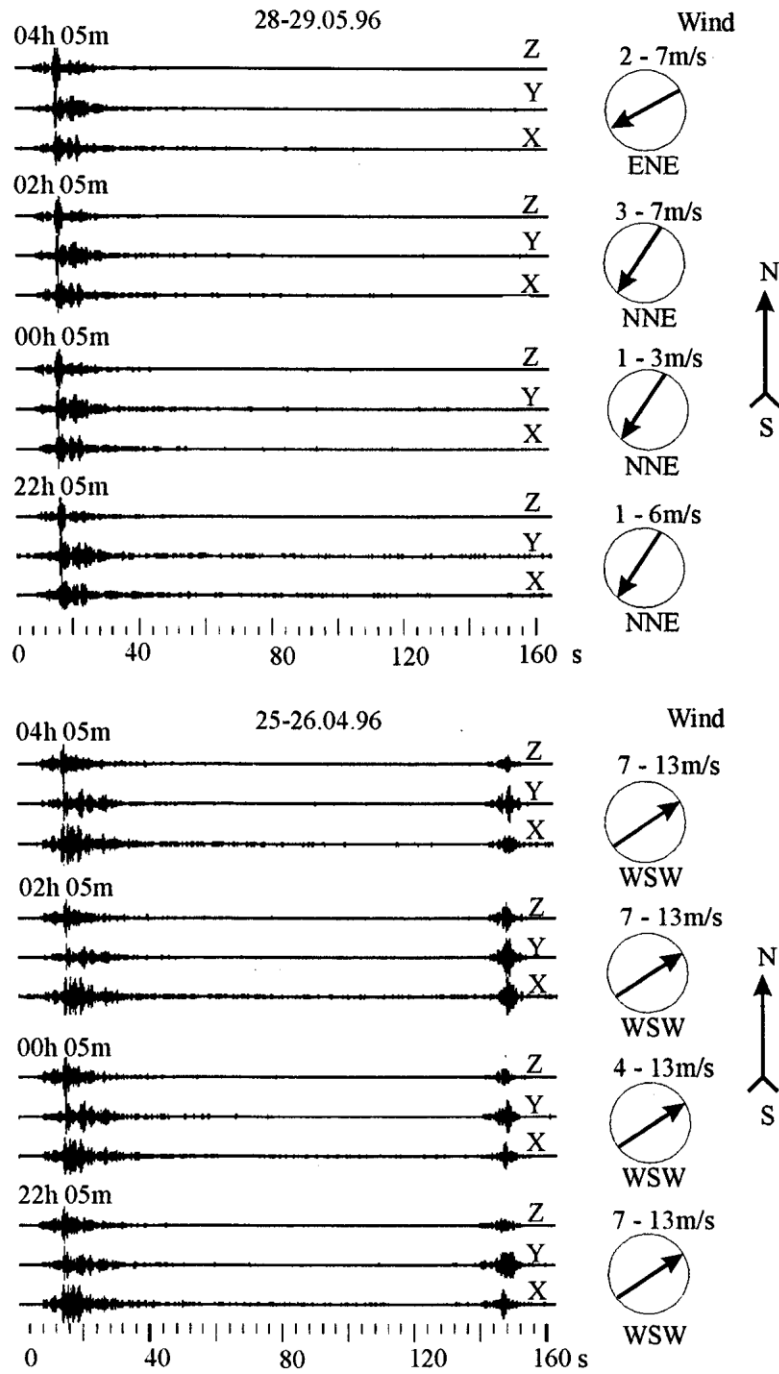 28-29.05.96
Wind
04h 05m
Z
Y
X
2 - 7m/s
ENE
02h 05m
Z
Y
X
3 - 7m/s
NNE
N
S
00h 05m
Z
Y
X
1 - 3m/s
NNE
22h 05m
Z
Y
X
1 - 6m/s
NNE
0 40 80 120 160 s
25-26.04.96
Wind
04h 05m
Z
Y
X
7 - 13m/s
WSW
02h 05m
Z
Y
X
7 - 13m/s
WSW
N
S
00h 05m
Z
Y
X
4 - 13m/s
WSW
22h 05m
Z
Y
X
7 - 13m/s
WSW
0 40 80 120 160 s